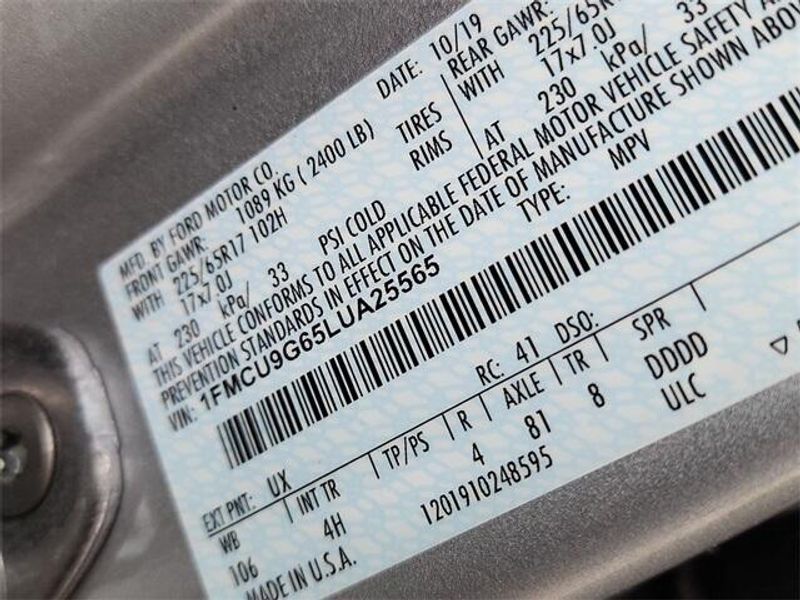 MFD. BY FORD MOTOR CO.
DATE: 10/19
FRONT GAWR: 1089 KG ( 2400 LB)
REAR GAWR:
WITH 225/65R17 102H TIRES
WITH 225/65R
17x7.0J RIMS
17x7.0J
AT 230 kPa/ 33 PSI COLD
AT 230 kPa/ 33
THIS VEHICLE CONFORMS TO ALL APPLICABLE FEDERAL MOTOR VEHICLE SAFETY
PREVENTION STANDARDS IN EFFECT ON THE DATE OF MANUFACTURE SHOWN ABOV
VIN: 1FMCU9G65LUA25565
TYPE: MPV
EXT PNT: UX RC: 41 DSO:
WB INT TR TP/PS R AXLE TR SPR
106 4H 4 81 8 DDDD
MADE IN U.S.A. 1201910248595 ULC